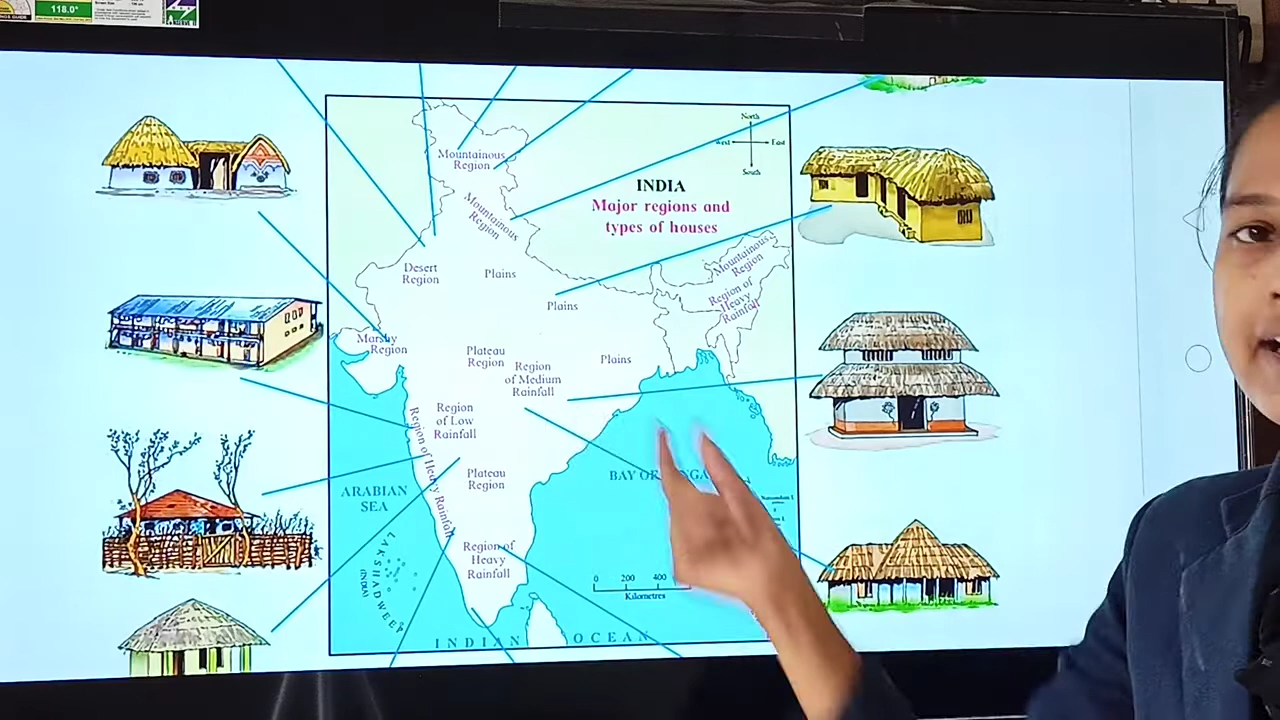 118.0°
North
West East
South
INDIA
Major regions and
types of houses
Mountainous
Region
Mountainous
Region
Mountainous
Region
Region of
Heavy
Rainfall
Desert
Region
Plains
Plains
Marshy
Region
Plateau
Region
Region
of Medium
Rainfall
Plains
Region
of Low
Rainfall
Region of Heavy Rainfall
Plateau
Region
BAY OF
ARABIAN
SEA
LAKSHADWEEP
(INDIA)
Region of
Heavy
Rainfall
0 200 400
Kilometres
INDIAN OCEAN